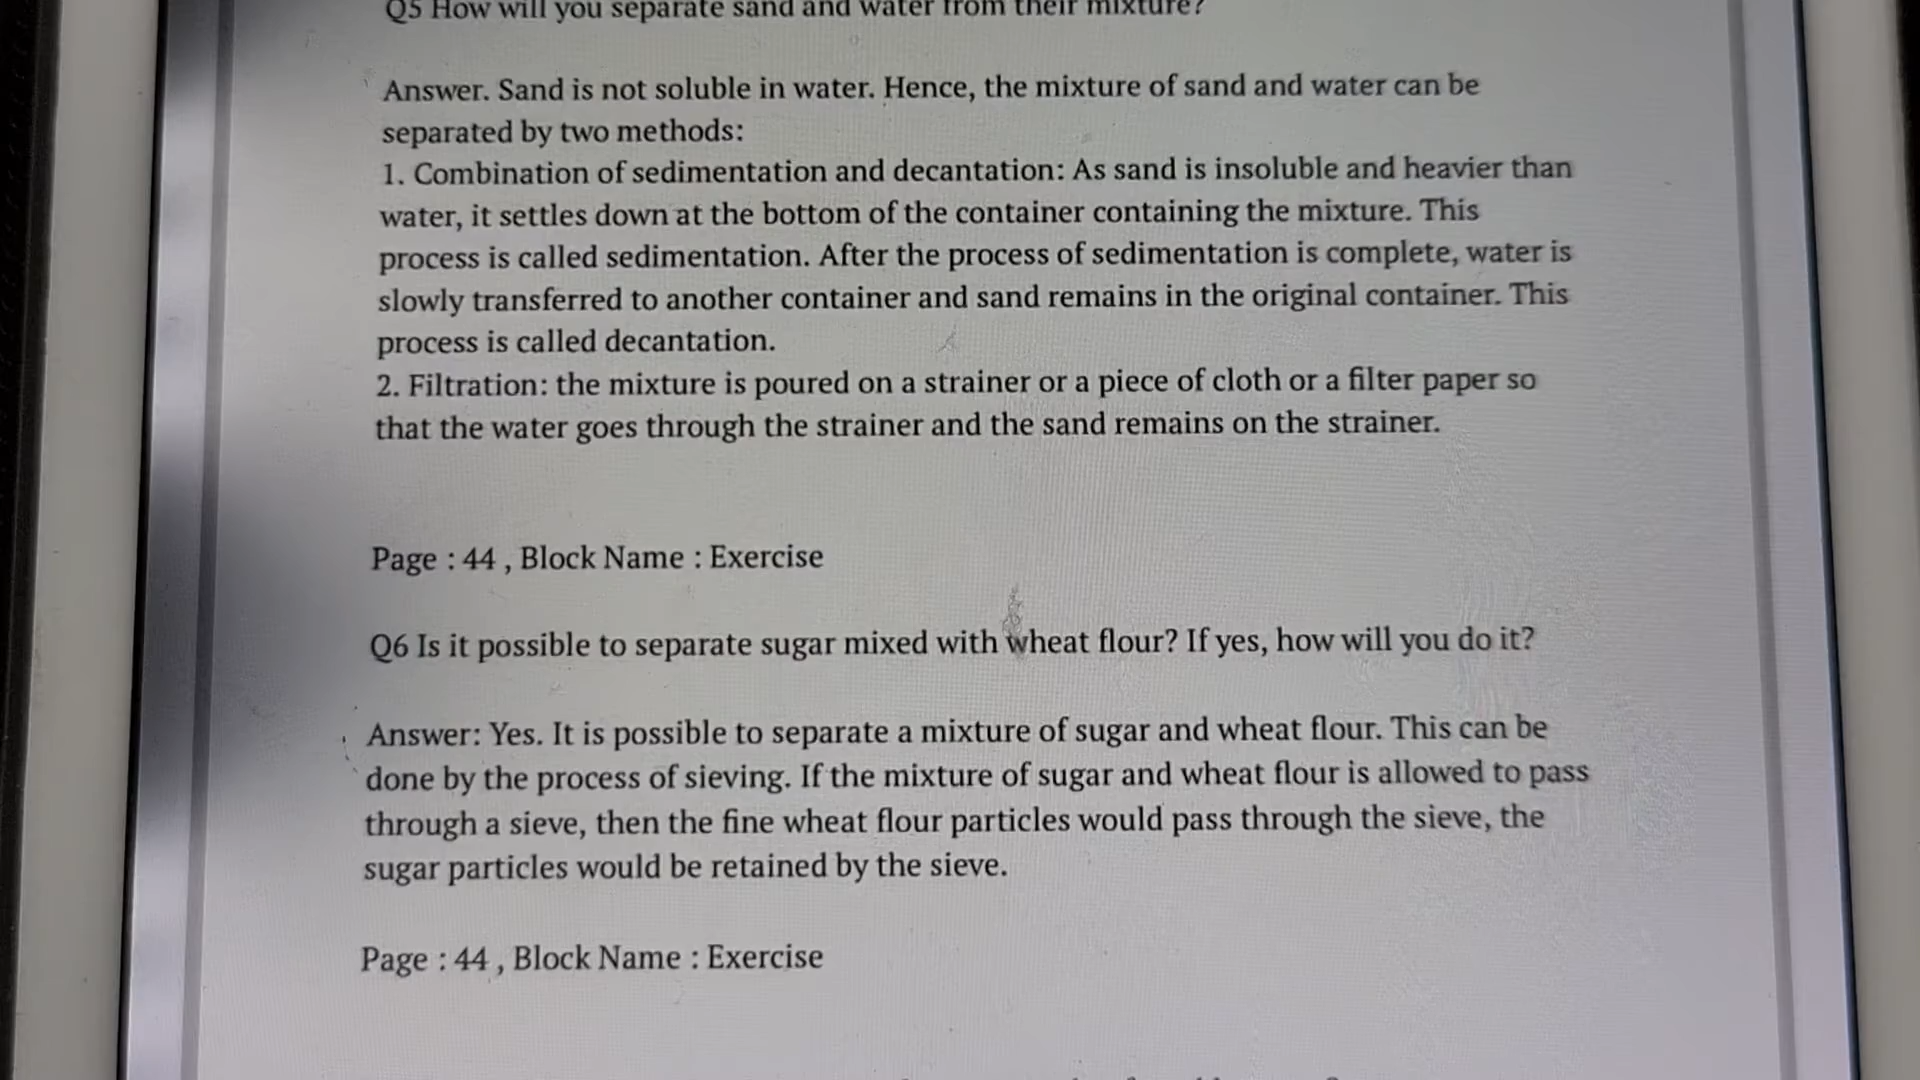 Q5 How will you separate sand and water from their mixture?
Answer. Sand is not soluble in water. Hence, the mixture of sand and water can be
separated by two methods:
1. Combination of sedimentation and decantation: As sand is insoluble and heavier than
water, it settles down at the bottom of the container containing the mixture. This
process is called sedimentation. After the process of sedimentation is complete, water is
slowly transferred to another container and sand remains in the original container. This
process is called decantation.
2. Filtration: the mixture is poured on a strainer or a piece of cloth or a filter paper so
that the water goes through the strainer and the sand remains on the strainer.
Page : 44 , Block Name : Exercise
Q6 Is it possible to separate sugar mixed with wheat flour? If yes, how will you do it?
Answer: Yes. It is possible to separate a mixture of sugar and wheat flour. This can be
done by the process of sieving. If the mixture of sugar and wheat flour is allowed to pass
through a sieve, then the fine wheat flour particles would pass through the sieve, the
sugar particles would be retained by the sieve.
Page : 44 , Block Name : Exercise